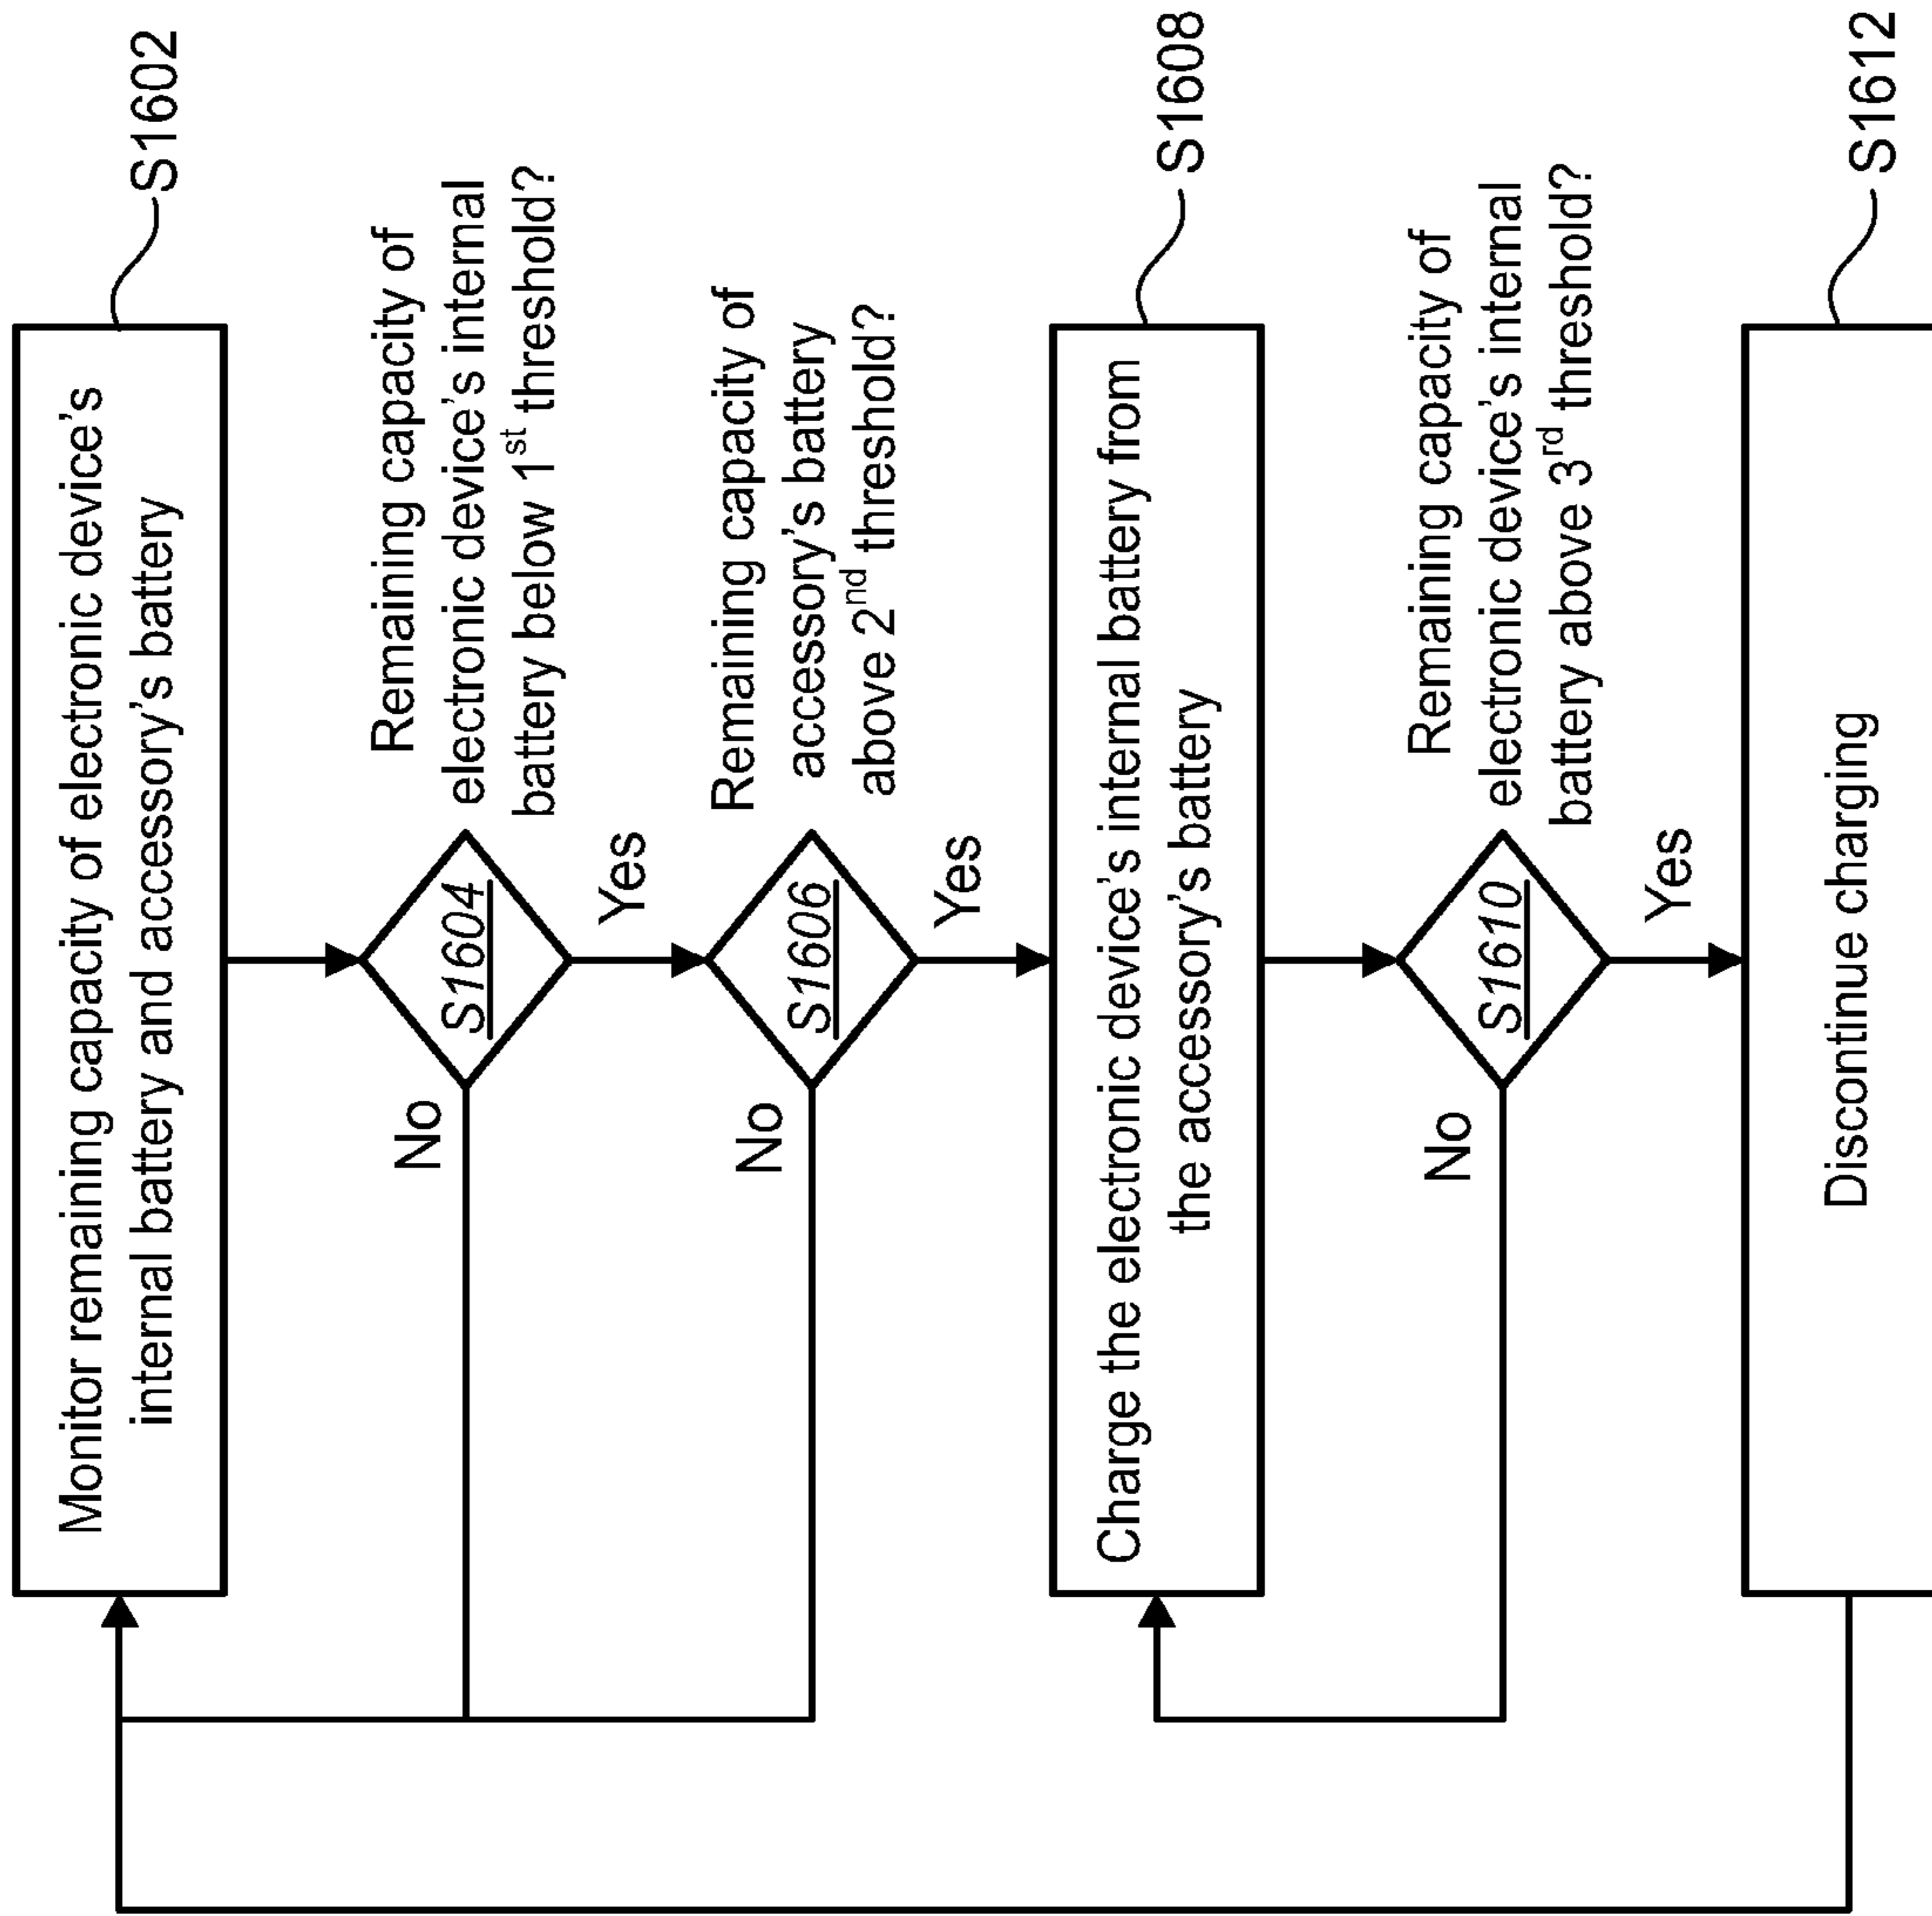 Monitor remaining capacity of electronic device's
internal battery and accessory's battery
S1602
S1604
Remaining capacity of
electronic device's internal
battery below 1st threshold?
No
Yes
S1606
Remaining capacity of
accessory's battery
above 2nd threshold?
No
Yes
Charge the electronic device's internal battery from
the accessory's battery
S1608
S1610
Remaining capacity of
electronic device's internal
battery above 3rd threshold?
No
Yes
Discontinue charging
S1612